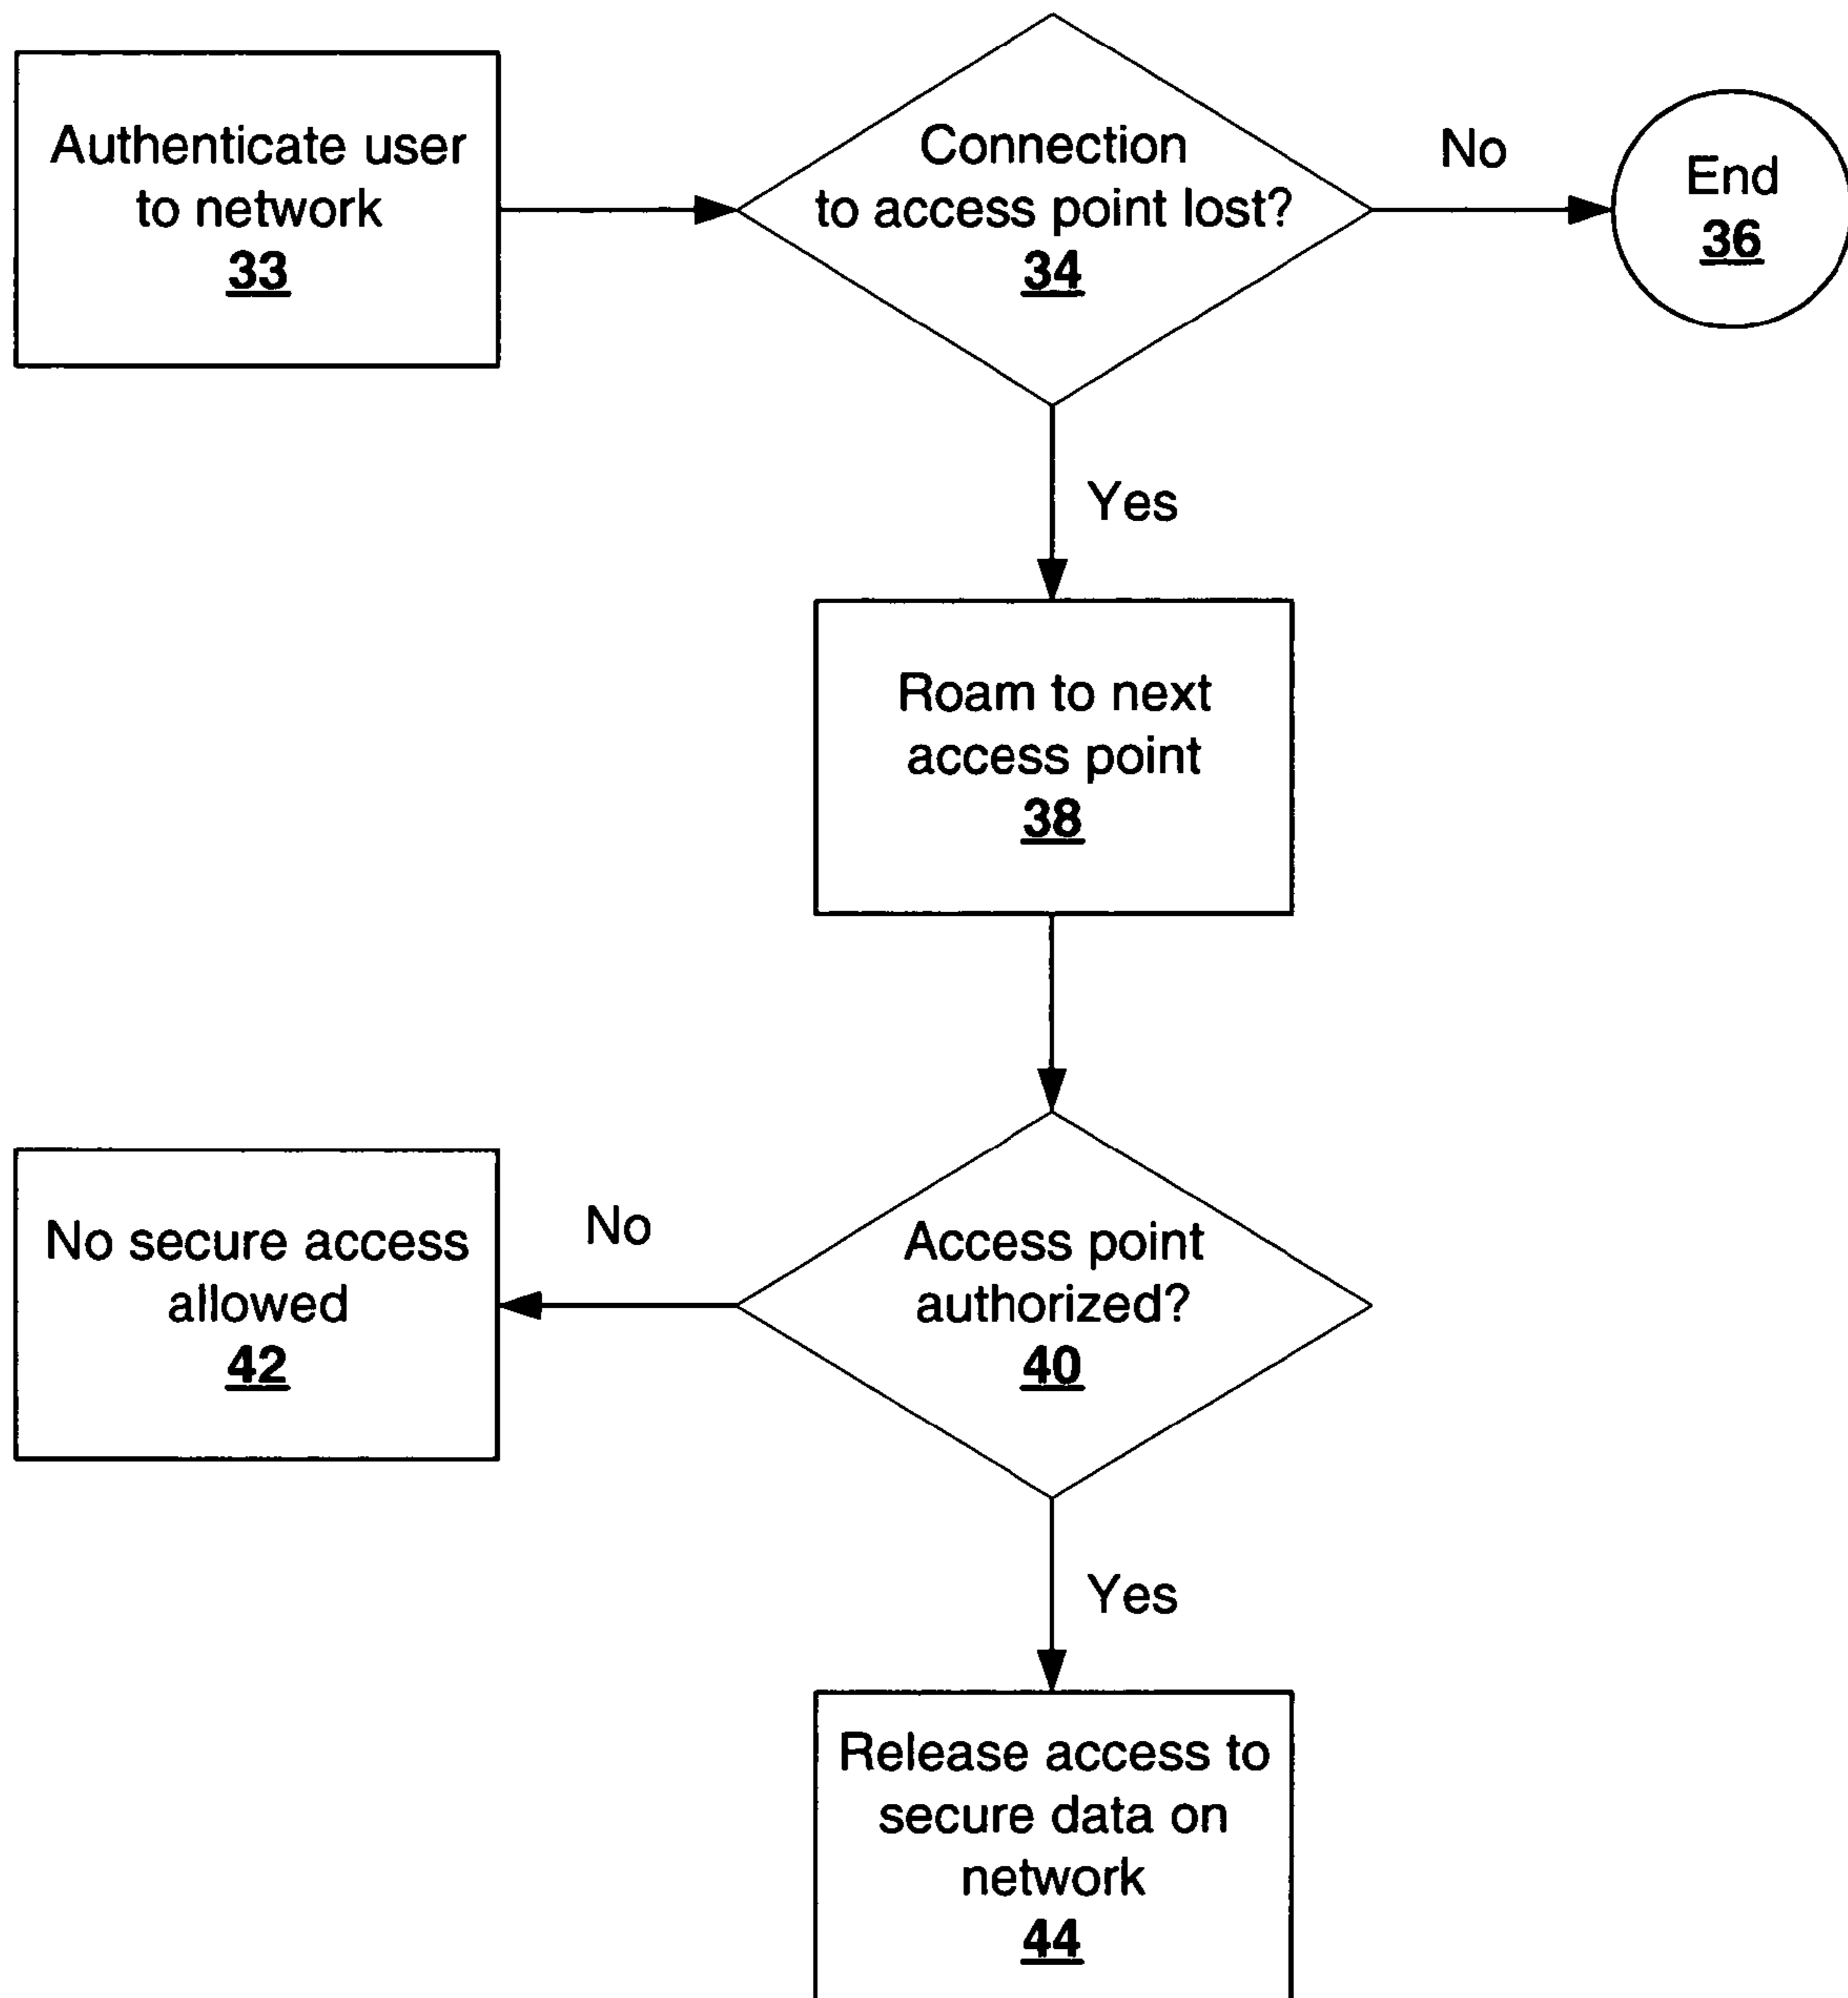 Authenticate user
to network
33
Connection
to access point lost?
34
No
End
36
Yes
Roam to next
access point
38
No secure access
allowed
42
No
Access point
authorized?
40
Yes
Release access to
secure data on
network
44